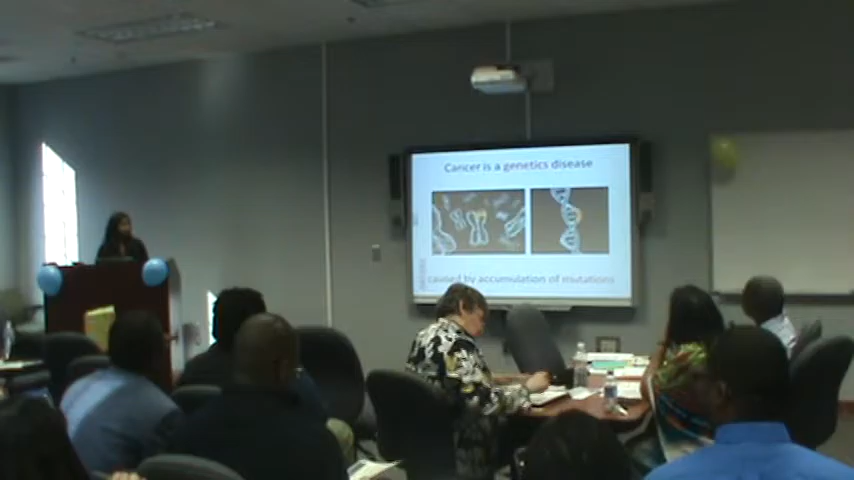 Cancer is a genetics disease
caused by accumulation of mutations